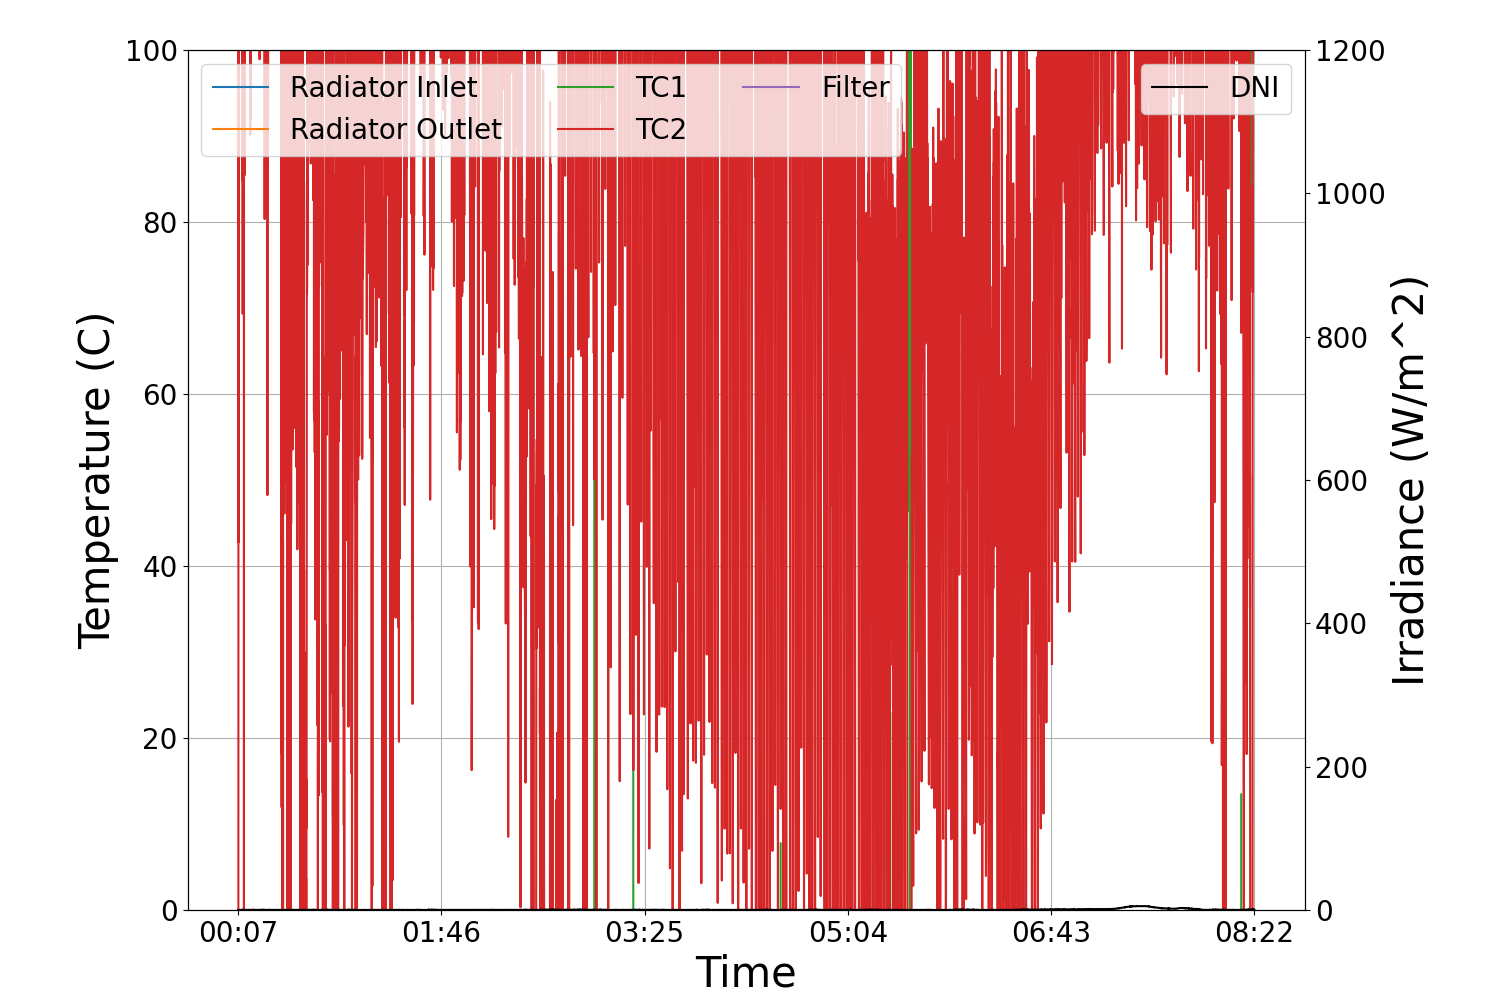 Radiator Inlet
Radiator Outlet
TC1
TC2
Filter
DNI
Temperature (C)
100
80
60
40
20
0
1200
1000
800
600
400
200
0
Irradiance (W/m^2)
00:07 01:46 03:25 05:04 06:43 08:22
Time